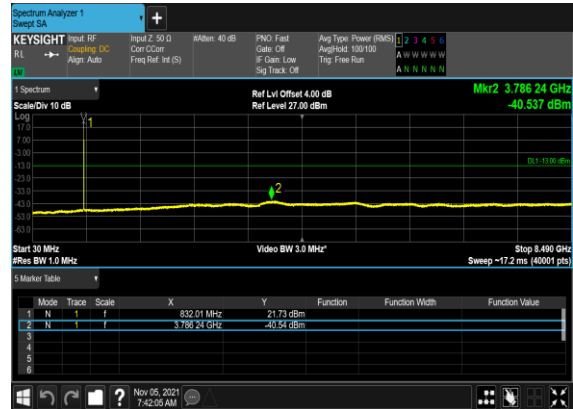 Spectrum Analyzer 1
Swept SA
KEYSIGHT Input: RF Input Z: 50 Ω #Atten: 40 dB PNO: Fast Avg Type: Power (RMS) 1 2 3 4 5 6
RL Coupling: DC Corr CCorr Gate: Off Avg|Hold: 100/100 A W W W W W
Align: Auto Freq Ref: Int (S) IF Gain: Low Trig: Free Run
Sig Track: Off A N N N N N
LW
1 Spectrum Ref Lvl Offset 4.00 dB Mkr2 3.786 24 GHz
Scale/Div 10 dB Ref Level 27.00 dBm -40.537 dBm
Log
1
17.0
7.00
-3.00
-13.0 DL1 -13.00 dBm
-23.0
-33.0 2
-43.0
-53.0
-63.0
Start 30 MHz Video BW 3.0 MHz* Stop 8.490 GHz
#Res BW 1.0 MHz Sweep ~17.2 ms (40001 pts)
5 Marker Table
Mode Trace Scale X Y Function Function Width Function Value
1 N 1 f 832.01 MHz 21.73 dBm
2 N 1 f 3.786 24 GHz -40.54 dBm
3
4
5
6
? Nov 05, 2021
7:42:05 AM